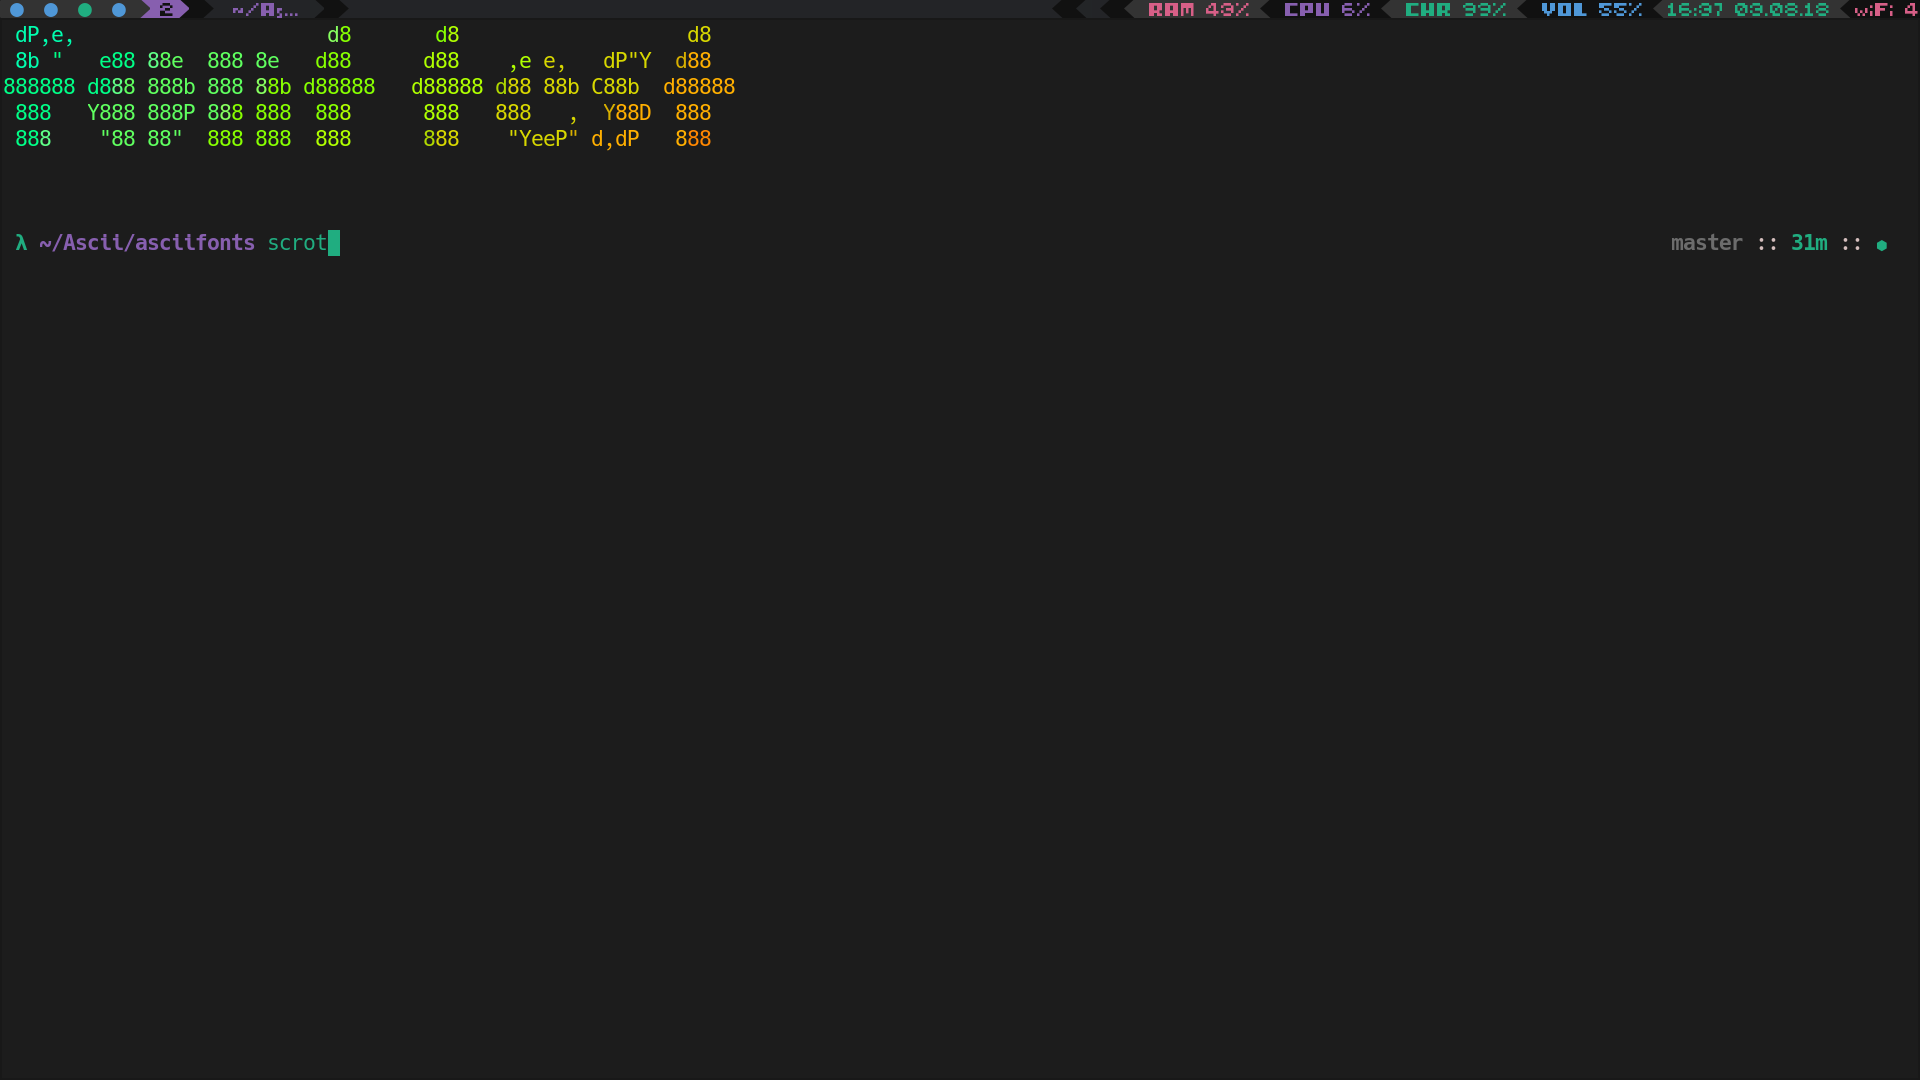 2 ~/As… RAM 49% CPU 6% CHR 99% VOL 55% 16:37 09.08.18 WiFi 4
 dP,e,                     d8       d8                   d8
 8b "   e88 88e  888 8e   d88      d88    ,e e,   dP"Y  d88
888888 d888 888b 888 88b d88888   d88888 d88 88b C88b  d88888
 888   Y888 888P 888 888  888      888   888   ,  Y88D  888
 888    "88 88"  888 888  888      888    "YeeP" d,dP   888
λ ~/Ascii/asciifonts scrot master :: 31m :: ⬢